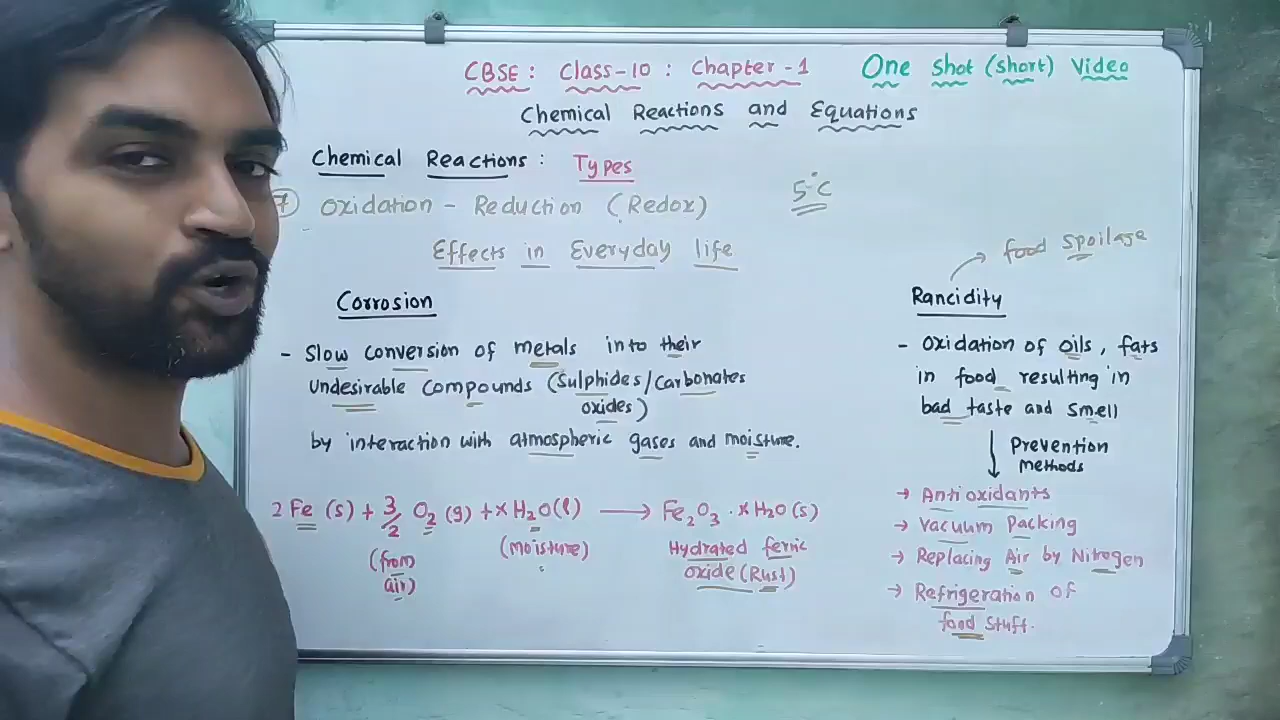 CBSE: Class-10: Chapter-1 One Shot (short) Video
Chemical Reactions and Equations
Chemical Reactions: Types
7 Oxidation - Reduction (Redox) 5°C
Effects in Everyday life
Corrosion
- Slow conversion of metals into their
undesirable compounds (sulphides/carbonates
oxides)
by interaction with atmospheric gases and moisture.
2 Fe (s) + 3/2 O₂ (g) + x H₂O(l) → Fe₂O₃ · x H₂O (s)
(from
air)
(moisture)
Hydrated ferric
oxide (Rust)
→ food spoilage
Rancidity
- Oxidation of oils, fats
in food resulting in
bad taste and smell
↓ Prevention
methods
→ Antioxidants
→ Vacuum Packing
→ Replacing Air by Nitrogen
→ Refrigeration of
food stuff.